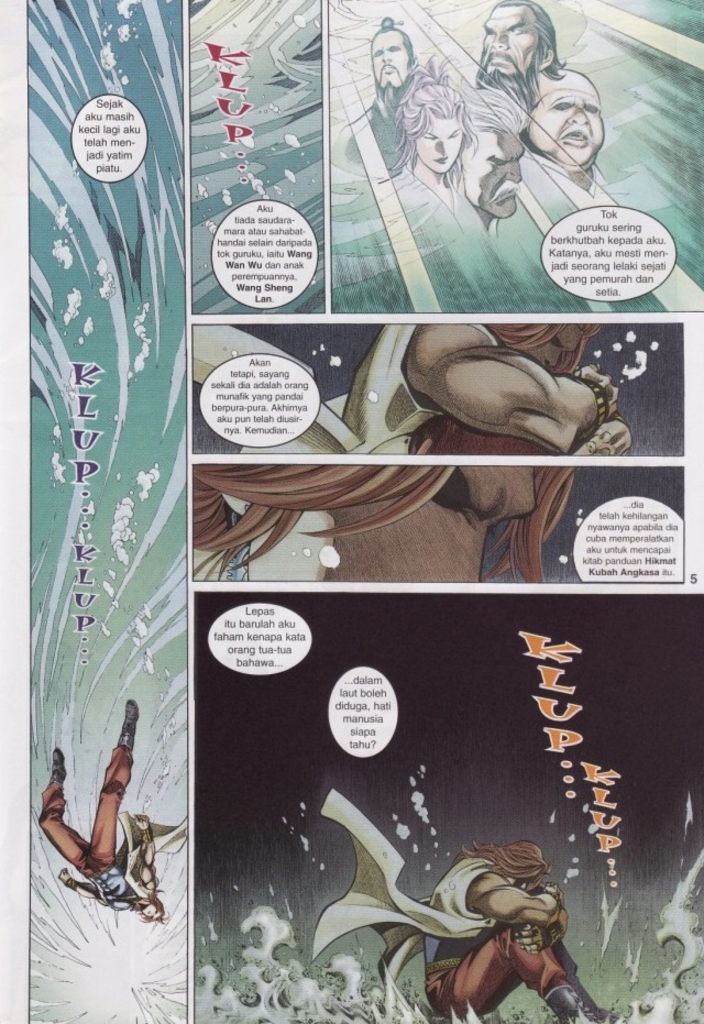 Sejak
aku masih
kecil lagi aku
telah men-
jadi yatim
piatu.
KLUP...
KLUP...
KLUP...
Aku
tiada saudara-
mara atau sahabat-
handai selain daripada
tok guruku, iaitu Wang
Wan Wu dan anak
perempuannya,
Wang Sheng
Lan.
Tok
guruku sering
berkhutbah kepada aku.
Katanya, aku mesti men-
jadi seorang lelaki sejati
yang pemurah dan
setia.
Akan
tetapi, sayang
sekali dia adalah orang
munafik yang pandai
berpura-pura. Akhirnya
aku pun telah diusir-
nya. Kemudian...
...dia
telah kehilangan
nyawanya apabila dia
cuba memperalatkan
aku untuk mencapai
kitab panduan Hikmat
Kubah Angkasa itu.
5
Lepas
itu barulah aku
faham kenapa kata
orang tua-tua
bahawa...
...dalam
laut boleh
diduga, hati
manusia
siapa
tahu?
KLUP...
KLUP...